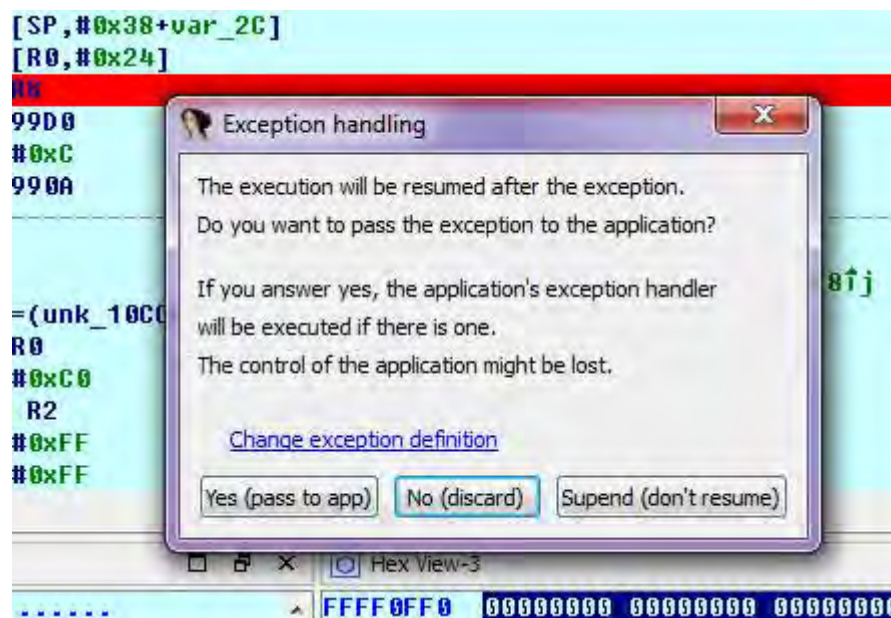 [SP,#0x38+var_2C]
[R0,#0x24]
R8
99D0
#0xC
990A
Exception handling
The execution will be resumed after the exception.
Do you want to pass the exception to the application?
If you answer yes, the application's exception handler
will be executed if there is one.
The control of the application might be lost.
Change exception definition
Yes (pass to app) No (discard) Supend (don't resume)
8îj
=(unk_10CC
R0
#0xC0
R2
#0xFF
#0xFF
Hex View-3
...... FFFF0FF0 00000000 00000000 0000000